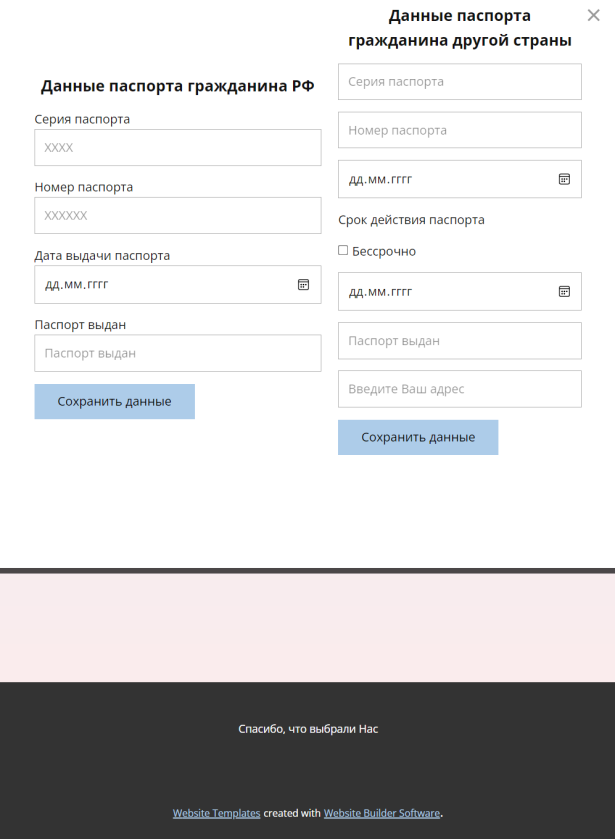 Данные паспорта гражданина РФ
Серия паспорта
XXXX
Номер паспорта
XXXXXX
Дата выдачи паспорта
дд.мм.гггг
Паспорт выдан
Паспорт выдан
Сохранить данные
Данные паспорта
гражданина другой страны
Серия паспорта
Номер паспорта
дд.мм.гггг
Срок действия паспорта
Бессрочно
дд.мм.гггг
Паспорт выдан
Введите Ваш адрес
Сохранить данные
Спасибо, что выбрали Нас
Website Templates created with Website Builder Software.